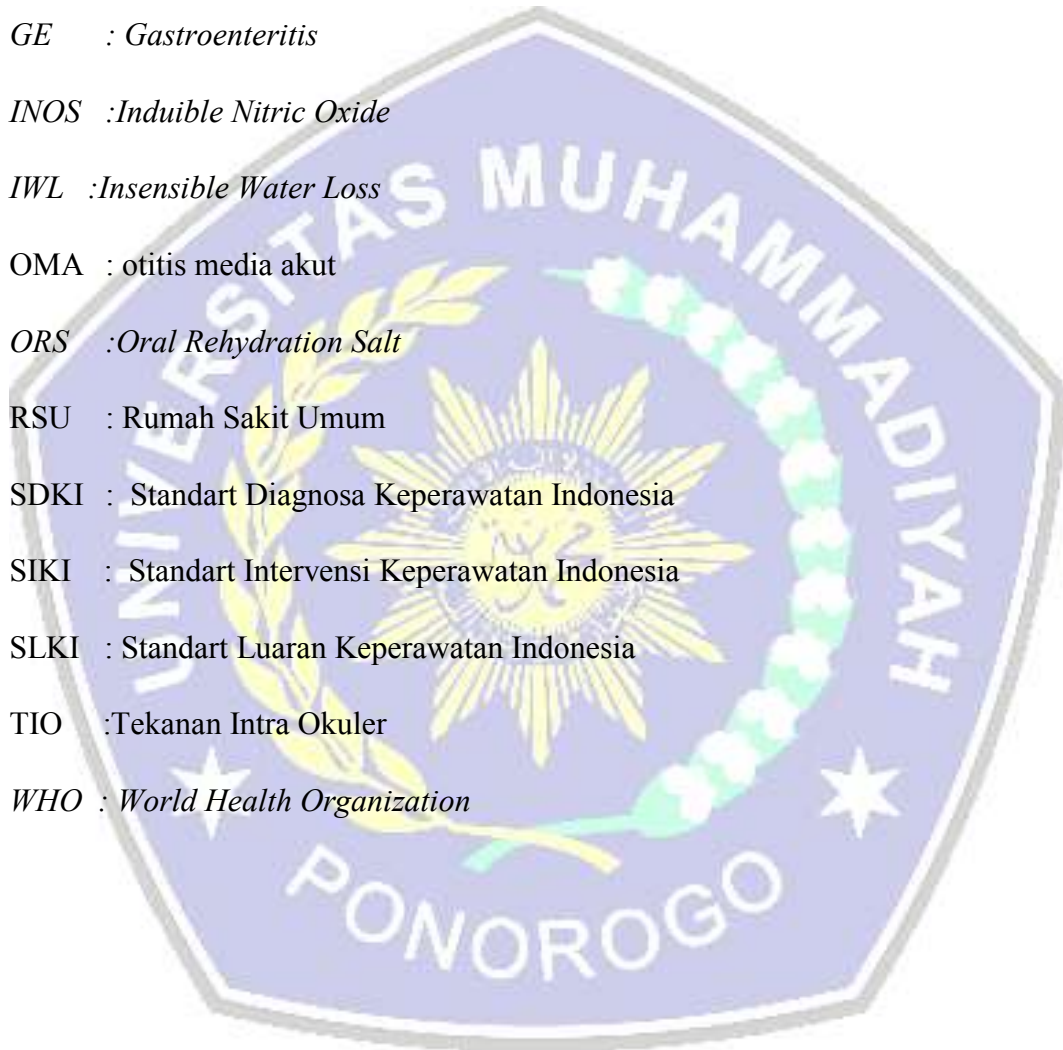 GE : Gastroenteritis
INOS :Induible Nitric Oxide
IWL :Insensible Water Loss
OMA : otitis media akut
ORS :Oral Rehydration Salt
RSU : Rumah Sakit Umum
SDKI : Standart Diagnosa Keperawatan Indonesia
SIKI : Standart Intervensi Keperawatan Indonesia
SLKI : Standart Luaran Keperawatan Indonesia
TIO :Tekanan Intra Okuler
WHO : World Health Organization
UNIVERSITAS MUHAMMADIYAH
PONOROGO